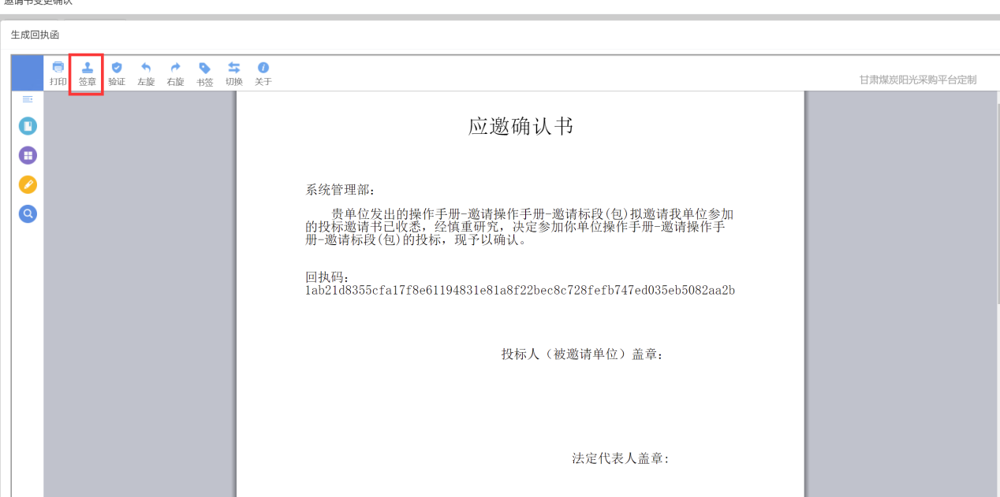 邀请书变更确认
生成回执函
打印 签章 验证 左旋 右旋 书签 切换 关于
甘肃煤炭阳光采购平台定制
应邀确认书
系统管理部：
贵单位发出的操作手册-邀请操作手册-邀请标段(包)拟邀请我单位参加
的投标邀请书已收悉，经慎重研究，决定参加你单位操作手册-邀请操作手
册-邀请标段(包)的投标，现予以确认。
回执码：
1ab21d8355cfa17f8e61194831e81a8f22bec8c728fefb747ed035eb5082aa2b
投标人（被邀请单位）盖章：
法定代表人盖章：